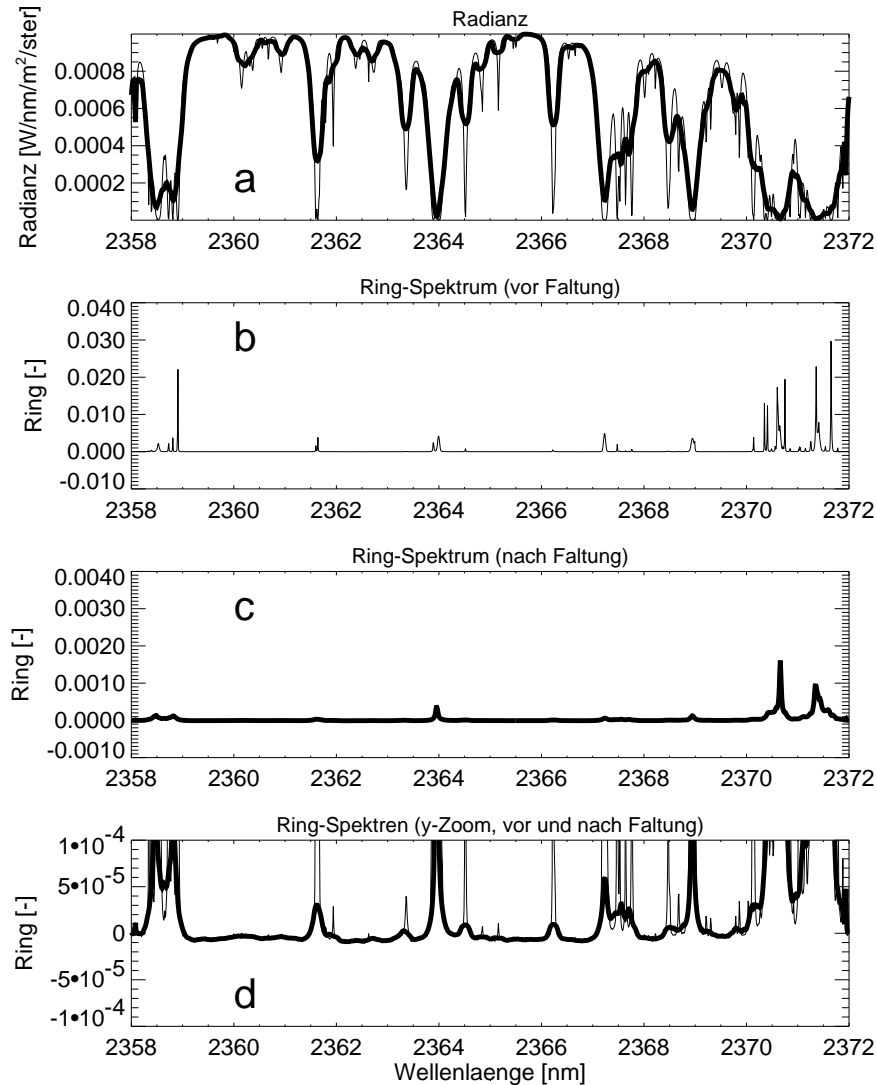 Radianz
Radianz [W/nm/m²/ster]
0.0008
0.0006
0.0004
0.0002
a
2358 2360 2362 2364 2366 2368 2370 2372
Ring-Spektrum (vor Faltung)
Ring [-]
0.040
0.030
0.020
0.010
0.000
-0.010
b
2358 2360 2362 2364 2366 2368 2370 2372
Ring-Spektrum (nach Faltung)
Ring [-]
0.0040
0.0030
0.0020
0.0010
0.0000
-0.0010
c
2358 2360 2362 2364 2366 2368 2370 2372
Ring-Spektren (y-Zoom, vor und nach Faltung)
Ring [-]
1•10⁻⁴
5•10⁻⁵
0
-5•10⁻⁵
-1•10⁻⁴
d
2358 2360 2362 2364 2366 2368 2370 2372
Wellenlaenge [nm]